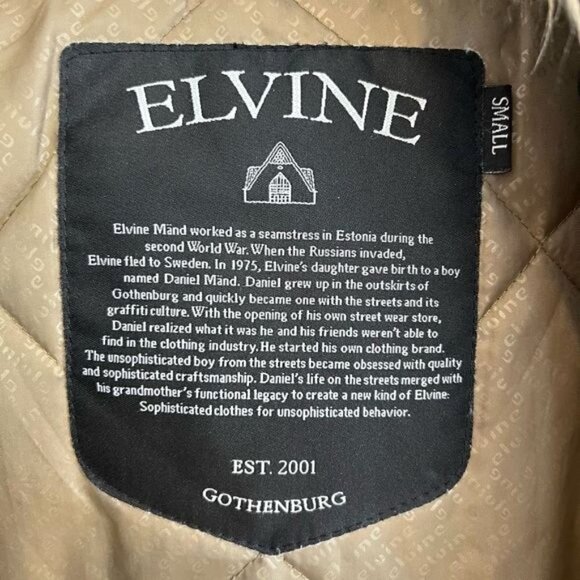 ELVINE
SMALL
Elvine Mänd worked as a seamstress in Estonia during the
second World War. When the Russians invaded,
Elvine fled to Sweden. In 1975, Elvine's daughter gave birth to a boy
named Daniel Mänd. Daniel grew up in the outskirts of
Gothenburg and quickly became one with the streets and its
graffiti culture. With the opening of his own street wear store,
Daniel realized what it was he and his friends weren't able to
find in the clothing industry. He started his own clothing brand.
The unsophisticated boy from the streets became obsessed with quality
and sophisticated craftsmanship. Daniel's life on the streets merged with
his grandmother's functional legacy to create a new kind of Elvine:
Sophisticated clothes for unsophisticated behavior.
EST. 2001
GOTHENBURG